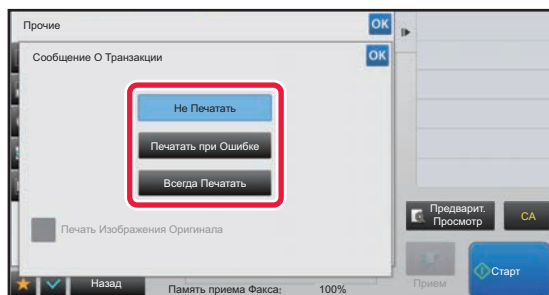 Прочие
OK
Сообщение О Транзакции
OK
Не Печатать
Печатать при Ошибке
Всегда Печатать
Печать Изображения Оригинала
Предварит.
Просмотр
CA
Назад
Память приема Факса:
100%
Прием
Старт